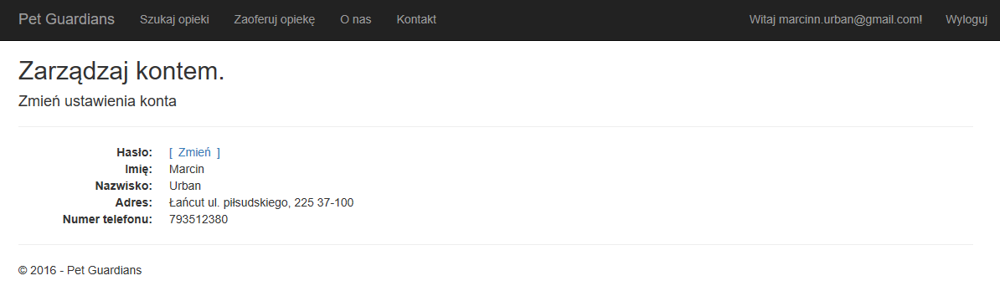 Pet Guardians Szukaj opieki Zaoferuj opiekę O nas Kontakt Witaj marcinn.urban@gmail.com! Wyloguj
Zarządzaj kontem.
Zmień ustawienia konta
Hasło: [ Zmień ]
Imię: Marcin
Nazwisko: Urban
Adres: Łańcut ul. piłsudskiego, 225 37-100
Numer telefonu: 793512380
© 2016 - Pet Guardians